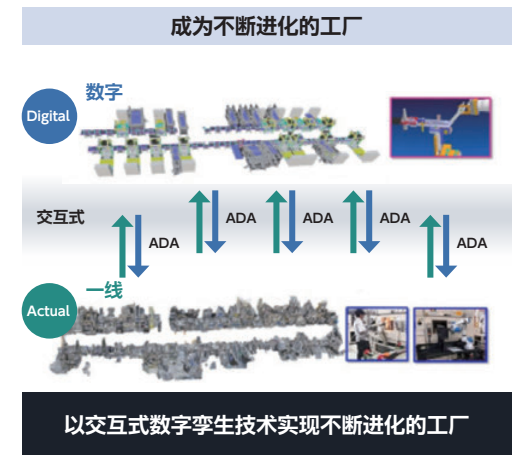 成为不断进化的工厂
数字
Digital
交互式
ADA
ADA
ADA
ADA
ADA
一线
Actual
以交互式数字孪生技术实现不断进化的工厂